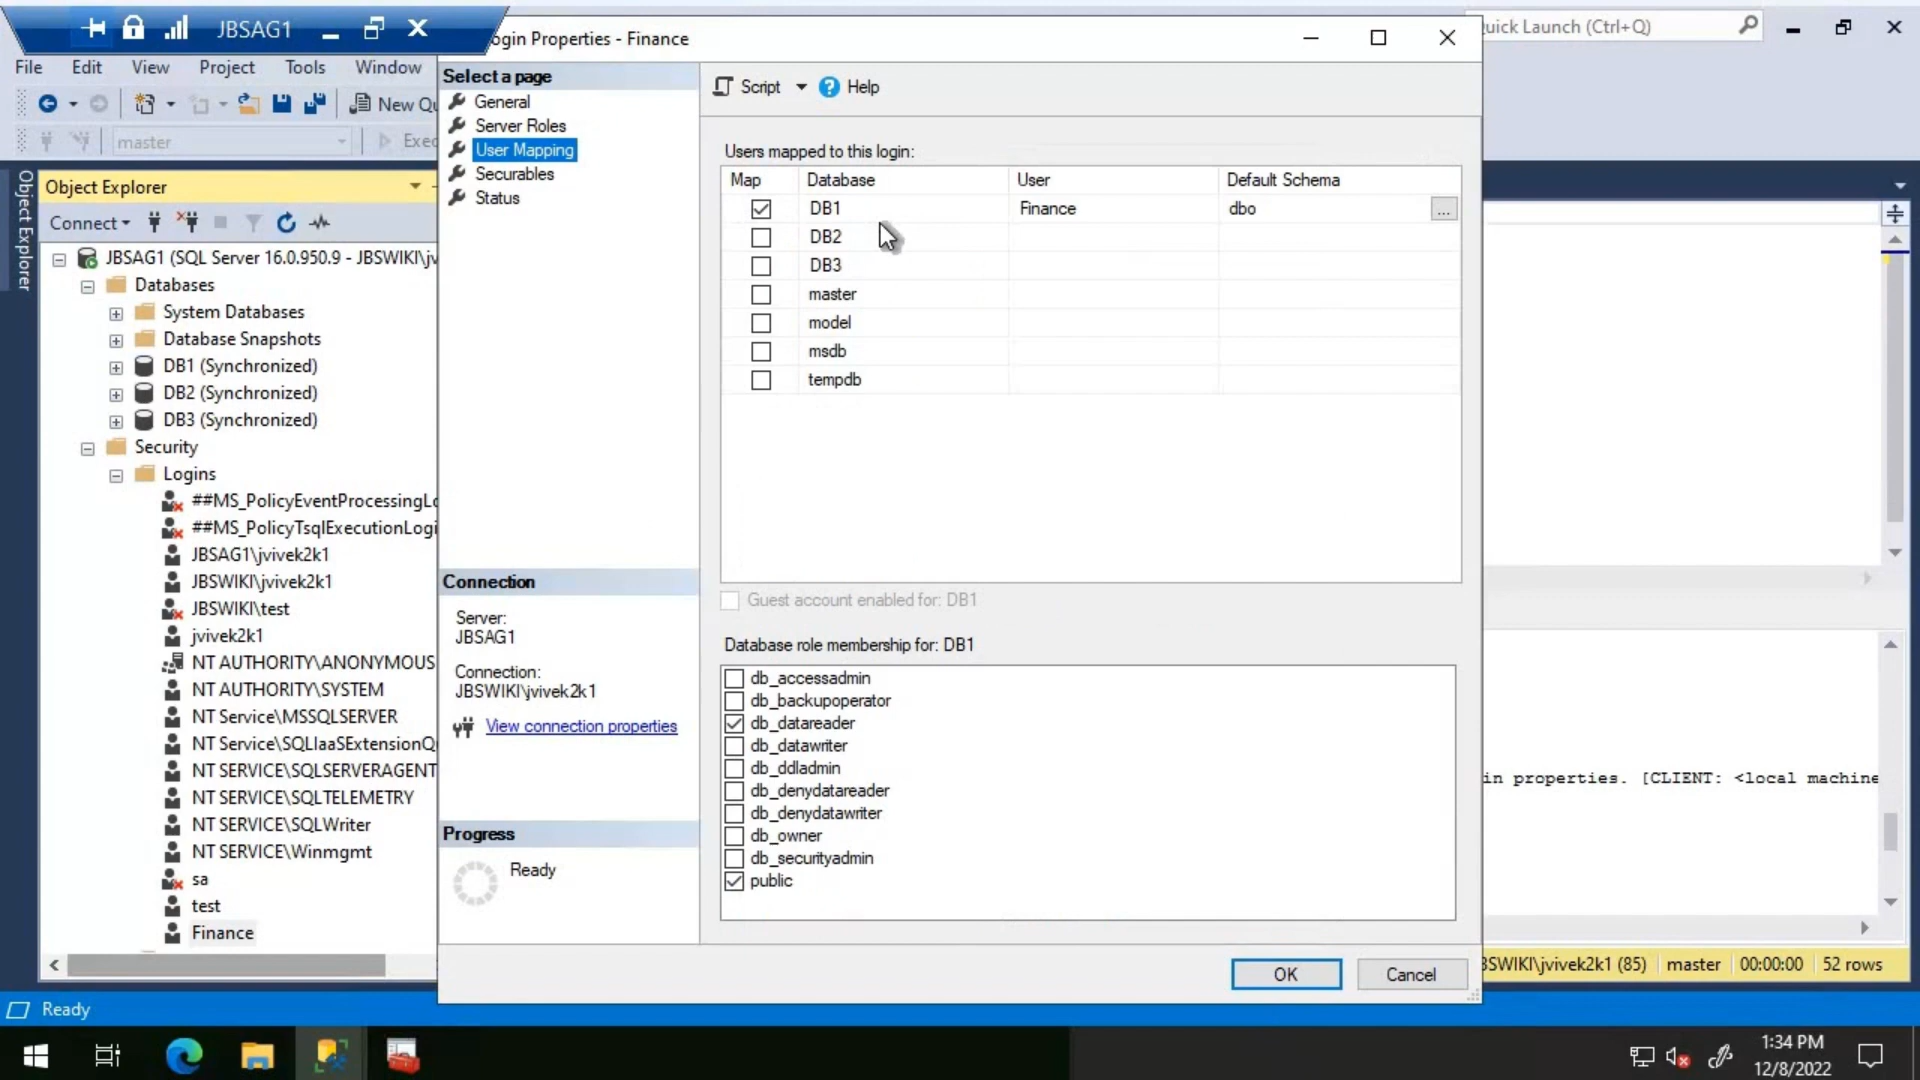 JBSAG1
Login Properties - Finance
Quick Launch (Ctrl+Q)
File Edit View Project Tools Window
New Qu
master
Exec
Object Explorer
Object Explorer
Connect
JBSAG1 (SQL Server 16.0.950.9 - JBSWIKI\jv
Databases
System Databases
Database Snapshots
DB1 (Synchronized)
DB2 (Synchronized)
DB3 (Synchronized)
Security
Logins
##MS_PolicyEventProcessingLo
##MS_PolicyTsqlExecutionLogi
JBSAG1\jvivek2k1
JBSWIKI\jvivek2k1
JBSWIKI\test
jvivek2k1
NT AUTHORITY\ANONYMOUS
NT AUTHORITY\SYSTEM
NT Service\MSSQLSERVER
NT Service\SQLIaaSExtensionQ
NT SERVICE\SQLSERVERAGENT
NT SERVICE\SQLTELEMETRY
NT SERVICE\SQLWriter
NT SERVICE\Winmgmt
sa
test
Finance
Select a page
General
Server Roles
User Mapping
Securables
Status
Connection
Server:
JBSAG1
Connection:
JBSWIKI\jvivek2k1
View connection properties
Progress
Ready
Script Help
Users mapped to this login:
Map Database User Default Schema
DB1 Finance dbo ...
DB2
DB3
master
model
msdb
tempdb
Guest account enabled for: DB1
Database role membership for: DB1
db_accessadmin
db_backupoperator
db_datareader
db_datawriter
db_ddladmin
db_denydatareader
db_denydatawriter
db_owner
db_securityadmin
public
OK Cancel
in properties. [CLIENT: <local machine
BSWIKI\jvivek2k1 (85) master 00:00:00 52 rows
Ready
1:34 PM
12/8/2022